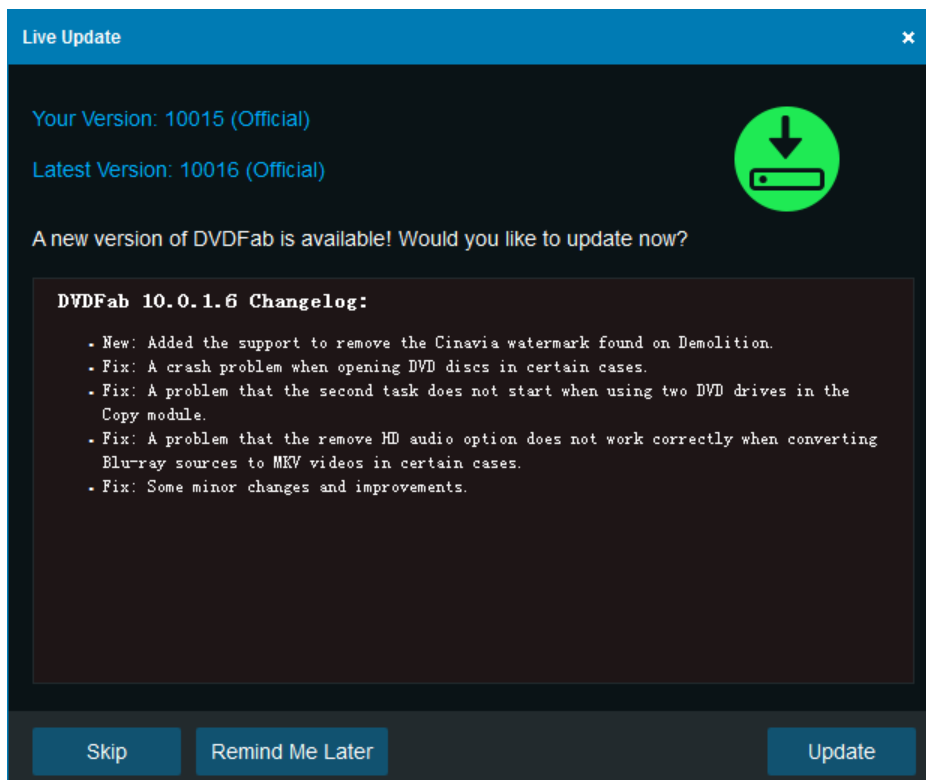 Live Update
Your Version: 10015 (Official)
Latest Version: 10016 (Official)
A new version of DVDFab is available! Would you like to update now?
DVDFab 10.0.1.6 Changelog:
New: Added the support to remove the Cinavia watermark found on Demolition.
Fix: A crash problem when opening DVD discs in certain cases.
Fix: A problem that the second task does not start when using two DVD drives in the
Copy module.
Fix: A problem that the remove HD audio option does not work correctly when converting
Blu-ray sources to MKV videos in certain cases.
Fix: Some minor changes and improvements.
Skip
Remind Me Later
Update